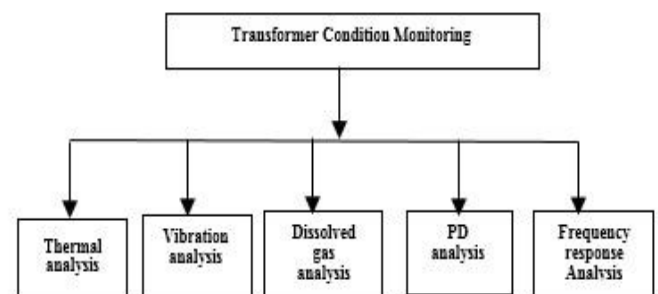 Transformer Condition Monitoring
Thermal
analysis
Vibration
analysis
Dissolved
gas
analysis
PD
analysis
Frequency
response
Analysis